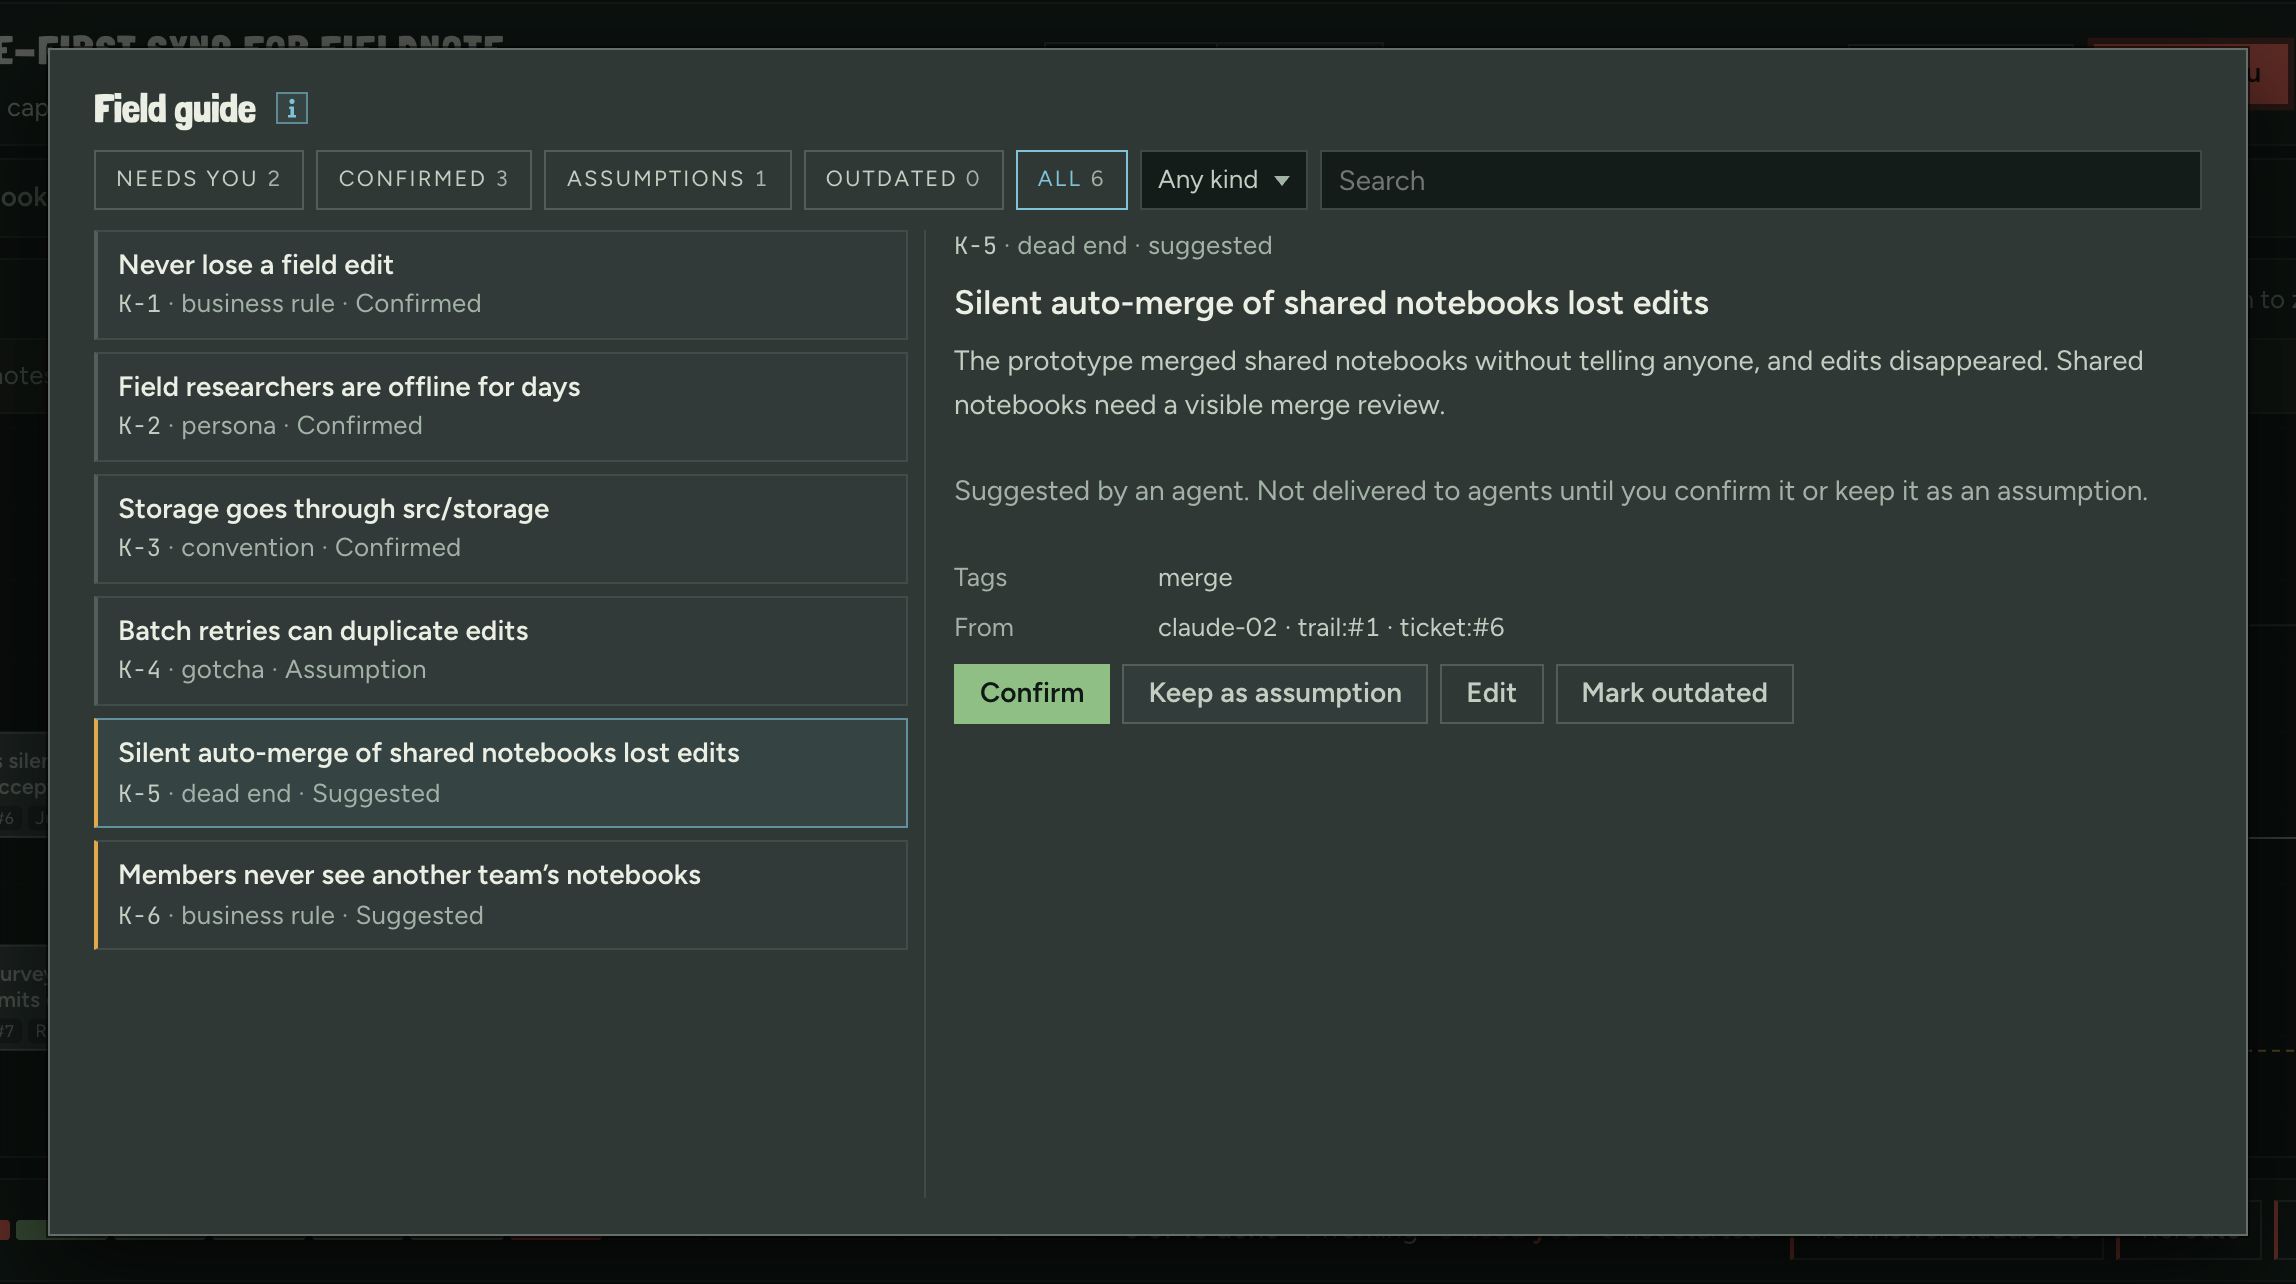 E-FIRST SYNC FOR FIELDNOTE
Field guide i
NEEDS YOU 2
CONFIRMED 3
ASSUMPTIONS 1
OUTDATED 0
ALL 6
Any kind
Search
Never lose a field edit
K-1 · business rule · Confirmed
Field researchers are offline for days
K-2 · persona · Confirmed
Storage goes through src/storage
K-3 · convention · Confirmed
Batch retries can duplicate edits
K-4 · gotcha · Assumption
Silent auto-merge of shared notebooks lost edits
K-5 · dead end · Suggested
Members never see another team’s notebooks
K-6 · business rule · Suggested
K-5 · dead end · suggested
Silent auto-merge of shared notebooks lost edits
The prototype merged shared notebooks without telling anyone, and edits disappeared. Shared
notebooks need a visible merge review.
Suggested by an agent. Not delivered to agents until you confirm it or keep it as an assumption.
Tags merge
From claude-02 · trail:#1 · ticket:#6
Confirm
Keep as assumption
Edit
Mark outdated
#6
#7